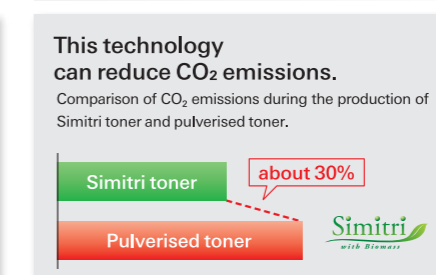 This technology
can reduce CO₂ emissions.
Comparison of CO₂ emissions during the production of
Simitri toner and pulverised toner.
Simitri toner
about 30%
Pulverised toner
Simitri
with Biomass